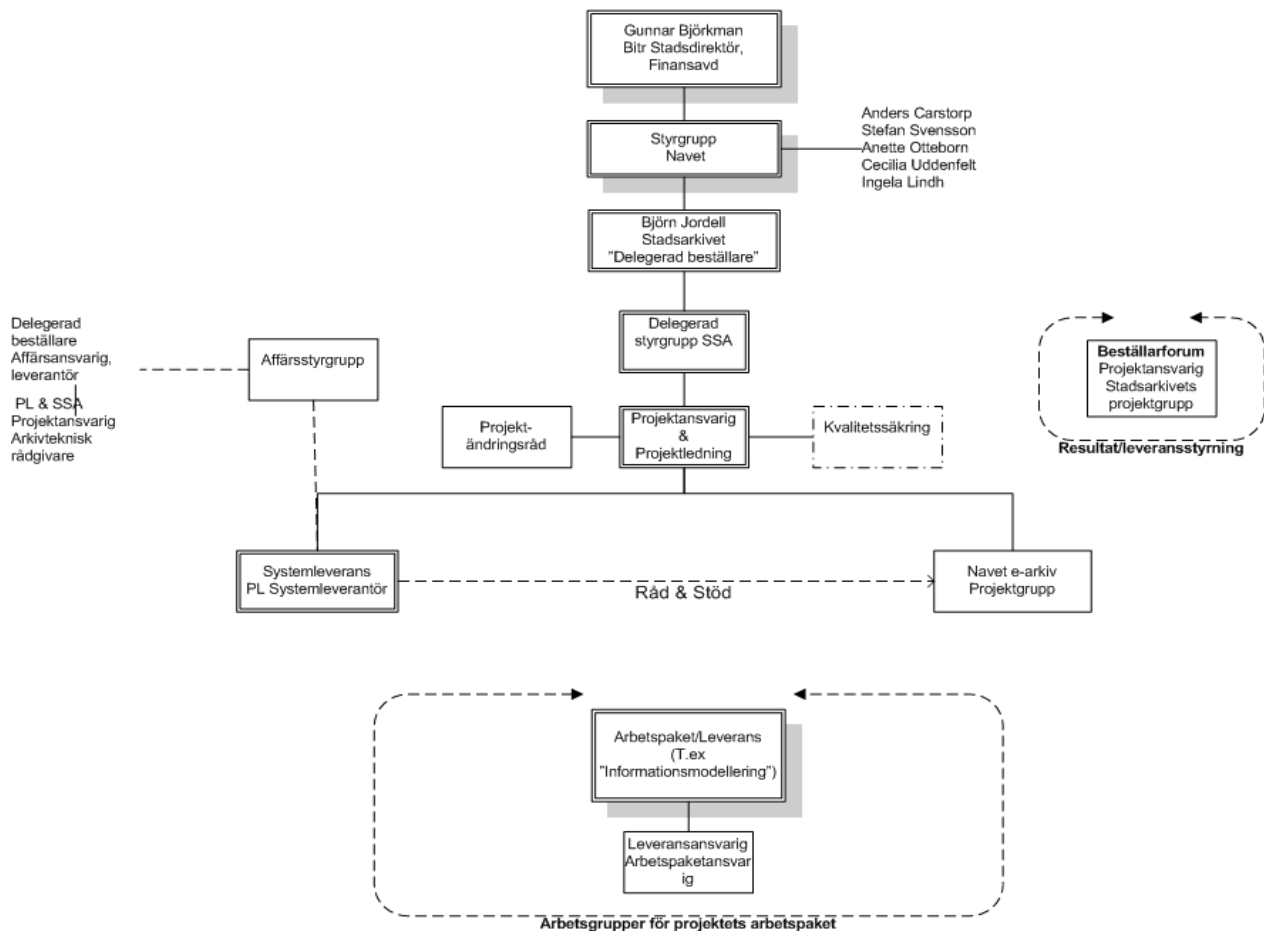 Gunnar Björkman
Bitr Stadsdirektör,
Finansavd
Styrgrupp
Navet
Anders Carstorp
Stefan Svensson
Anette Otteborn
Cecilia Uddenfelt
Ingela Lindh
Björn Jordell
Stadsarkivet
"Delegerad beställare"
Delegerad
beställare
Affärsansvarig,
leverantör
PL & SSA
Projektansvarig
Arkivteknisk
rådgivare
Affärsstyrgrupp
Delegerad
styrgrupp SSA
Beställarforum
Projektansvarig
Stadsarkivets
projektgrupp
Resultat/leveransstyrning
Projekt-
ändringsråd
Projektansvarig
&
Projektledning
Kvalitetssäkring
Systemleverans
PL Systemleverantör
Råd & Stöd
Navet e-arkiv
Projektgrupp
Arbetspaket/Leverans
(T.ex
"Informationsmodellering")
Leveransansvarig
Arbetspaketansvar
ig
Arbetsgrupper för projektets arbetspaket